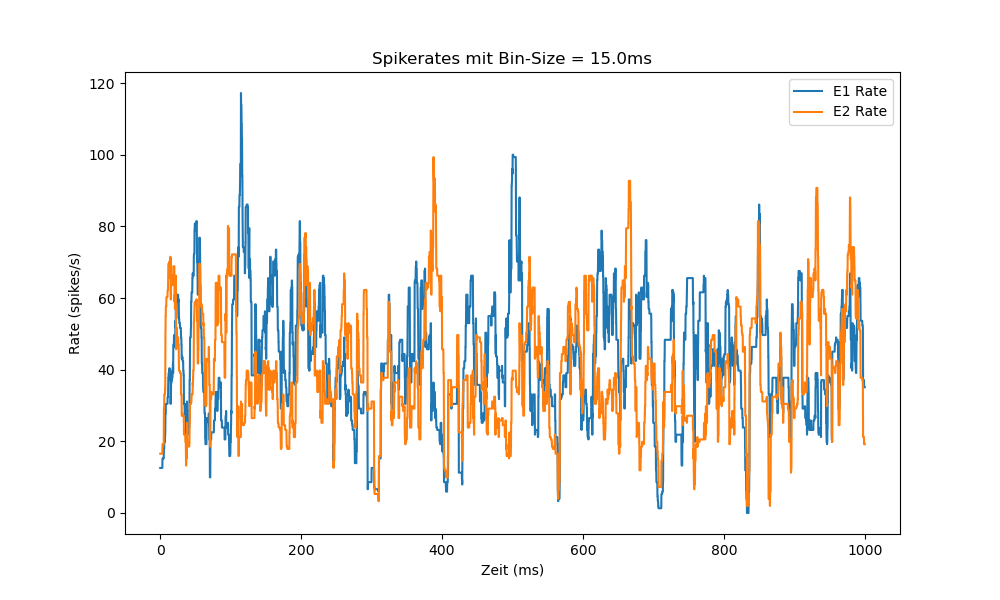 Spikerates mit Bin-Size = 15.0ms
E1 Rate
E2 Rate
120
100
80
60
40
20
0
Rate (spikes/s)
0 200 400 600 800 1000
Zeit (ms)